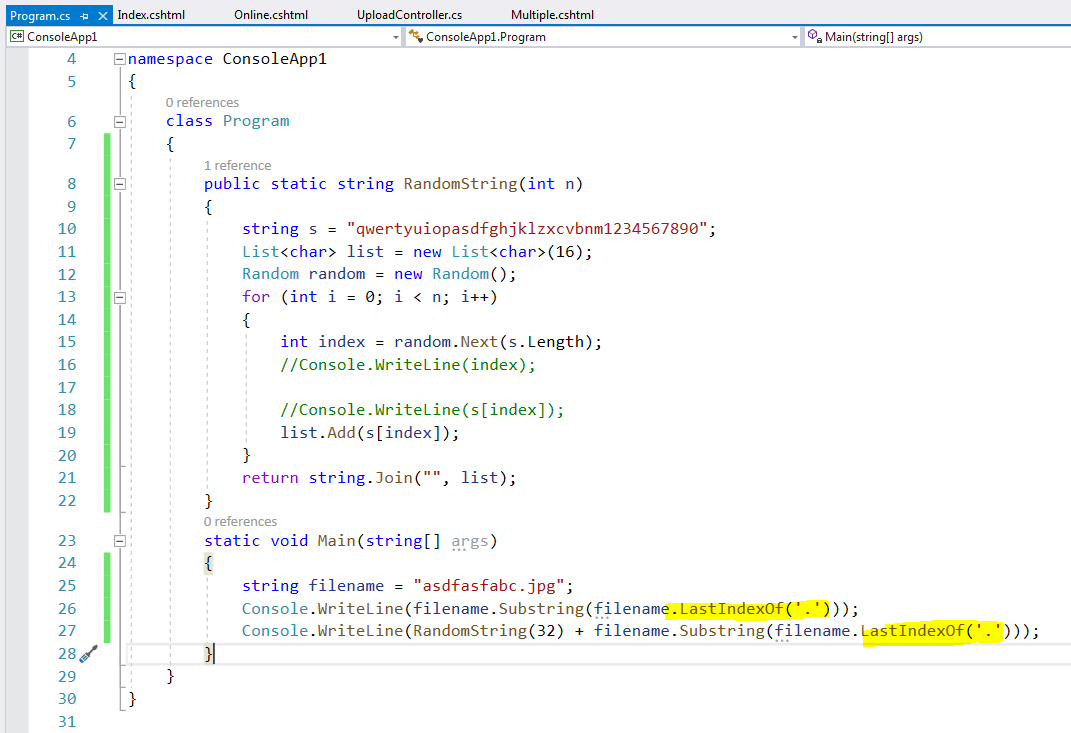 Program.cs Index.cshtml Online.cshtml UploadController.cs Multiple.cshtml
C# ConsoleApp1 ConsoleApp1.Program Main(string[] args)
4 namespace ConsoleApp1
5 {
0 references
6 class Program
7 {
1 reference
8 public static string RandomString(int n)
9 {
10 string s = "qwertyuiopasdfghjklzxcvbnm1234567890";
11 List<char> list = new List<char>(16);
12 Random random = new Random();
13 for (int i = 0; i < n; i++)
14 {
15 int index = random.Next(s.Length);
16 //Console.WriteLine(index);
17
18 //Console.WriteLine(s[index]);
19 list.Add(s[index]);
20 }
21 return string.Join("", list);
22 }
0 references
23 static void Main(string[] args)
24 {
25 string filename = "asdfasfabc.jpg";
26 Console.WriteLine(filename.Substring(filename.LastIndexOf('.')));
27 Console.WriteLine(RandomString(32) + filename.Substring(filename.LastIndexOf('.')));
28 }
29 }
30 }
31